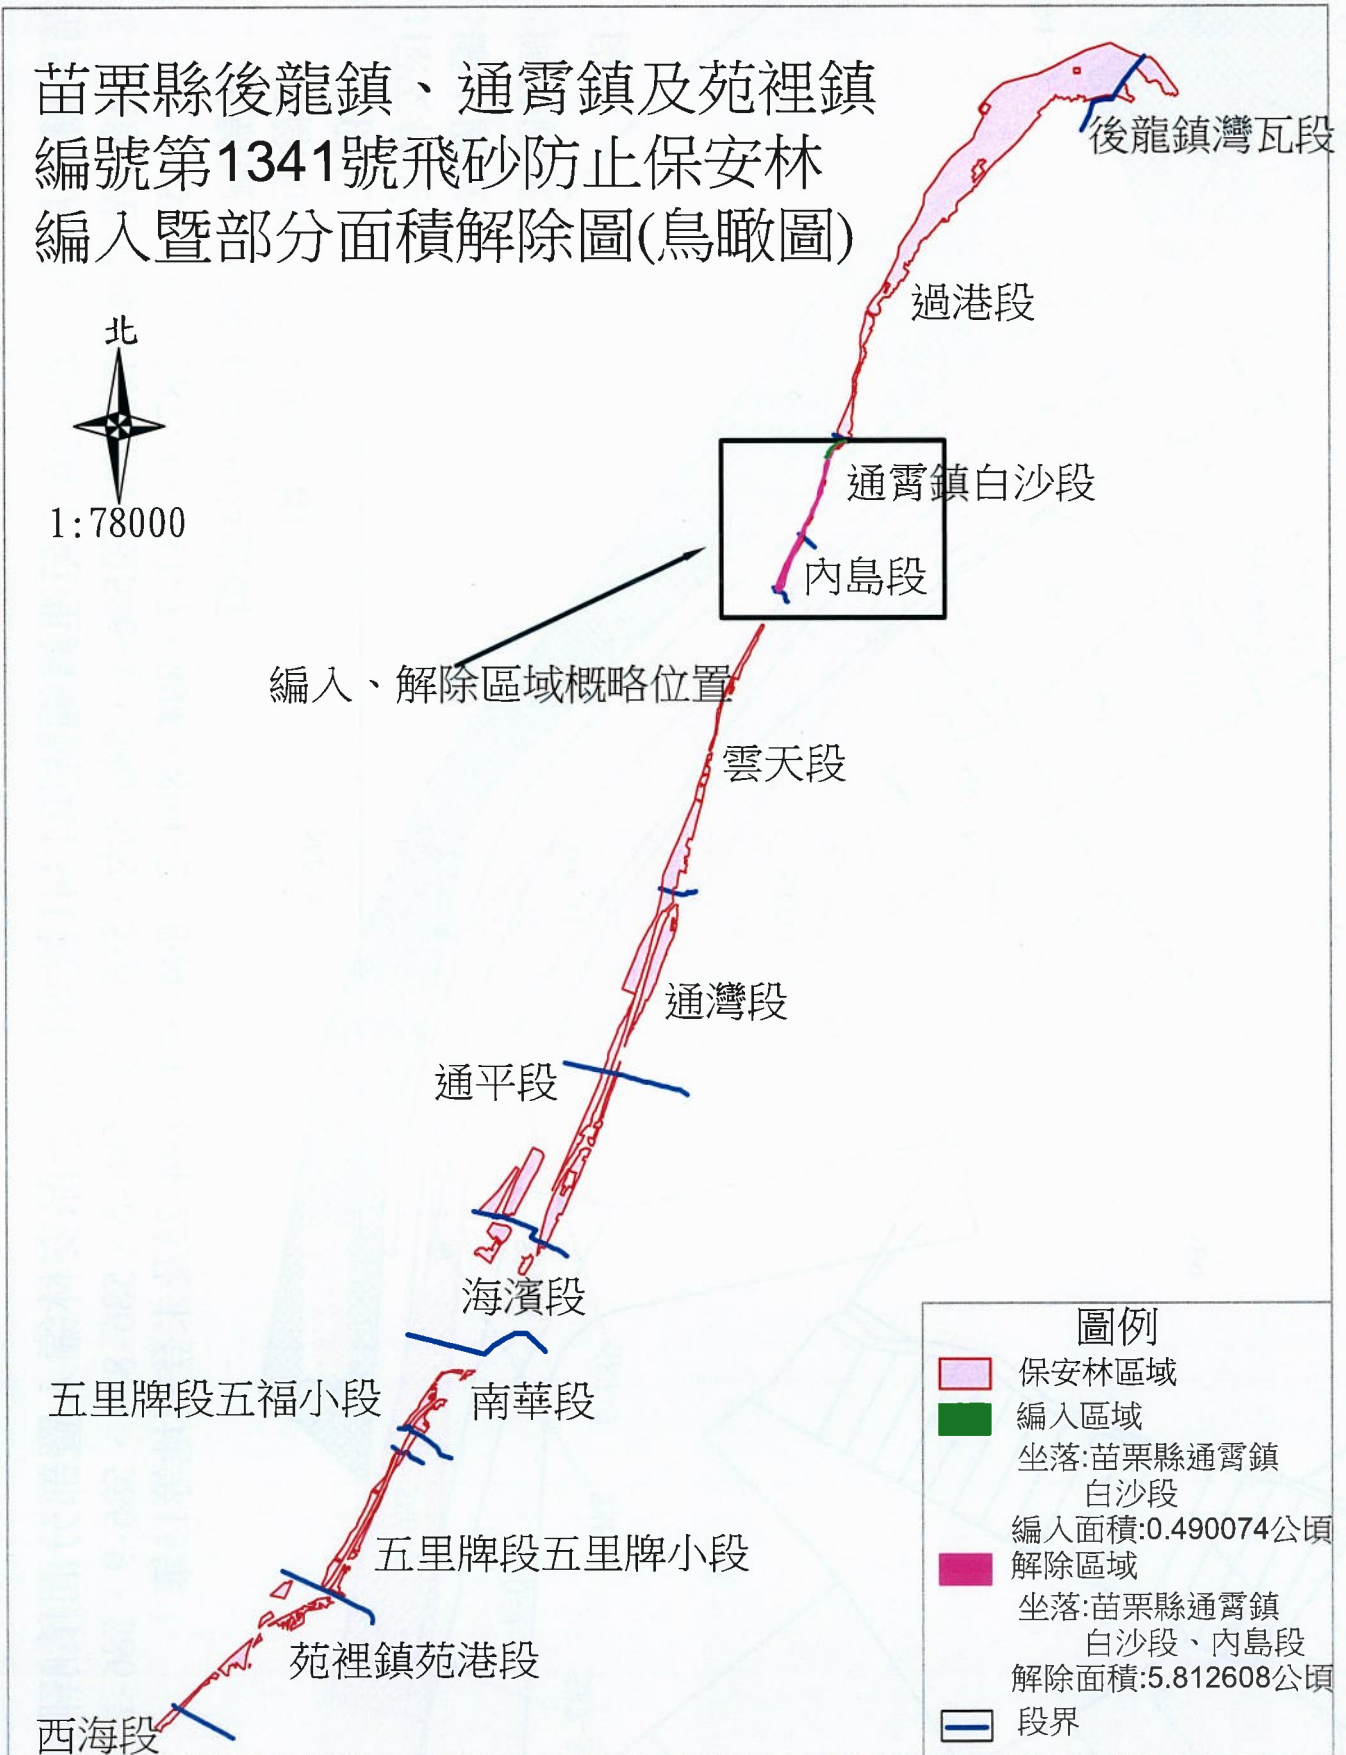 苗栗縣後龍鎮、通霄鎮及苑裡鎮
編號第1341號飛砂防止保安林
編入暨部分面積解除圖(鳥瞰圖)
後龍鎮灣瓦段
過港段
北
1:78000
通霄鎮白沙段
內島段
編入、解除區域概略位置
雲天段
通灣段
通平段
海濱段
五里牌段五福小段
南華段
五里牌段五里牌小段
苑裡鎮苑港段
西海段
圖例
保安林區域
編入區域
坐落:苗栗縣通霄鎮
白沙段
編入面積:0.490074公頃
解除區域
坐落:苗栗縣通霄鎮
白沙段、內島段
解除面積:5.812608公頃
段界